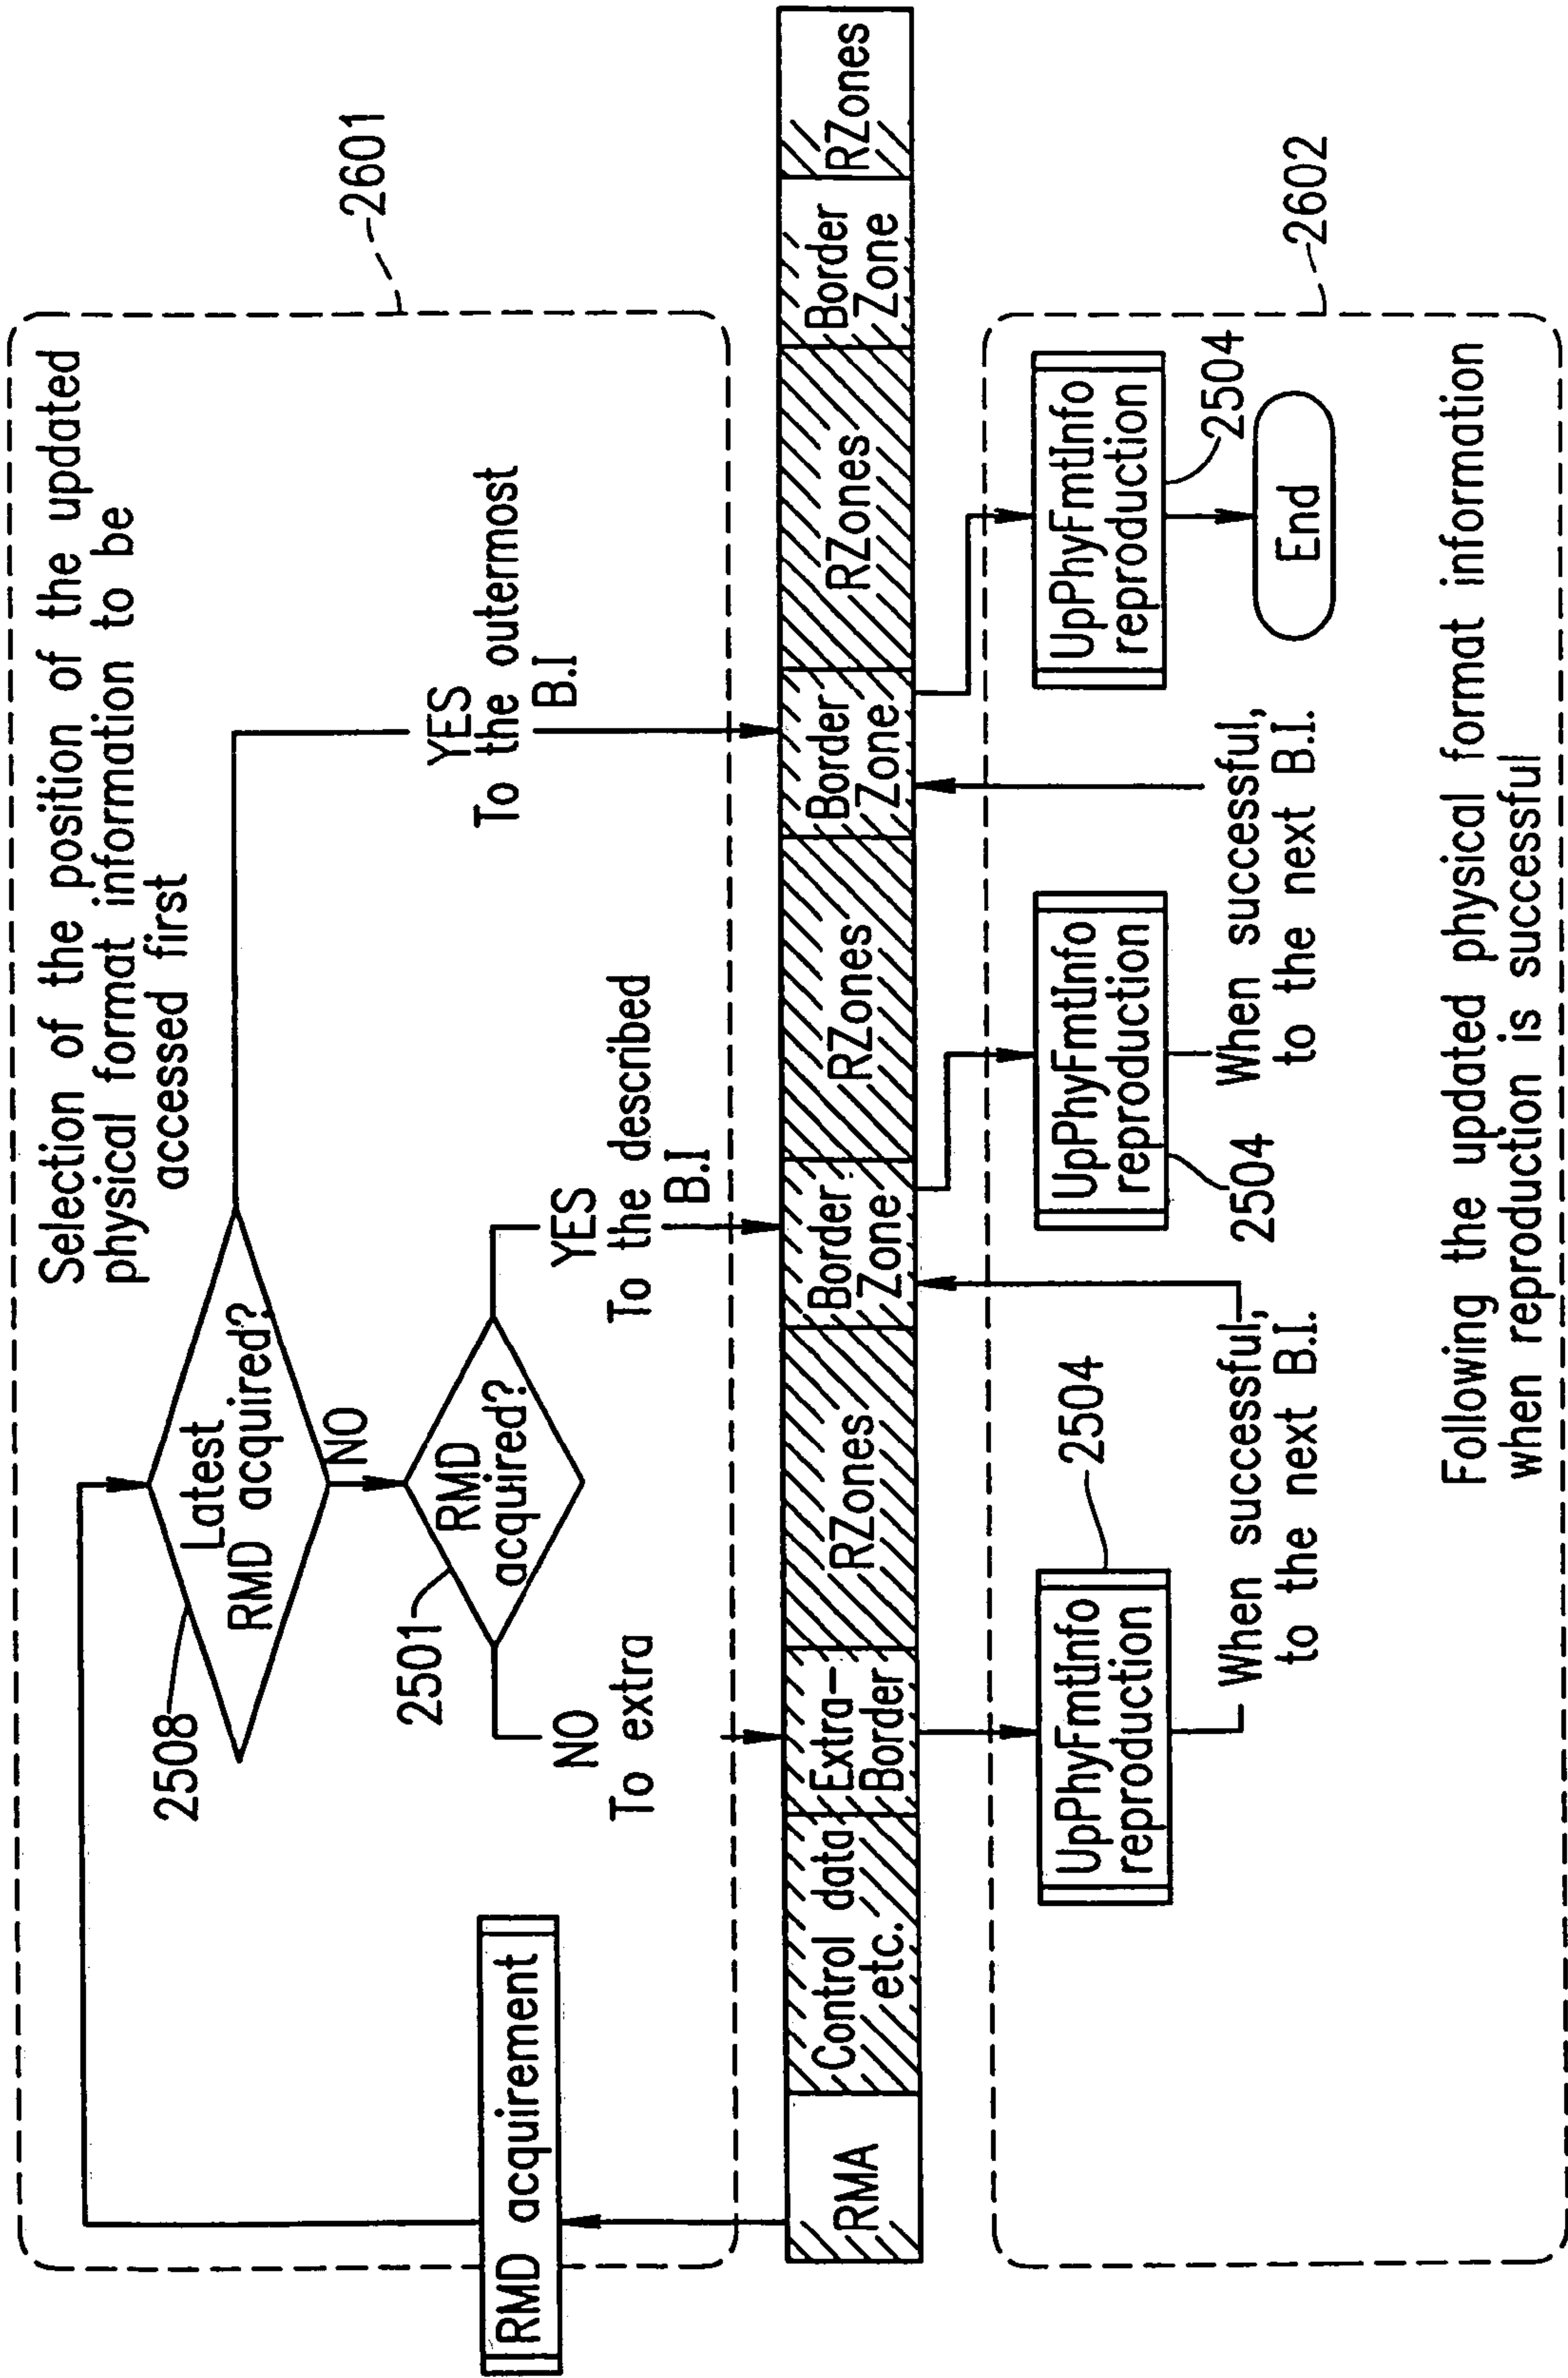 Selection of the position of the updated
physical format information to be
accessed first
2601
2508
Latest
RMD acquired?
NO
YES
To the outermost
B.I
2501
RMD
acquired?
NO
To extra
YES
To the described
B.I
RMD acquirement
RMA
Control data
etc.
Extra-
Border
RZones
Border
Zone
RZones
Border
Zone
RZones
Border
Zone
RZones
UpPhyFmtInfo
reproduction
2504
When successful,
to the next B.I.
UpPhyFmtInfo
reproduction
2504
When successful,
to the next B.I.
UpPhyFmtInfo
reproduction
2504
End
2602
Following the updated physical format information
when reproduction is successful